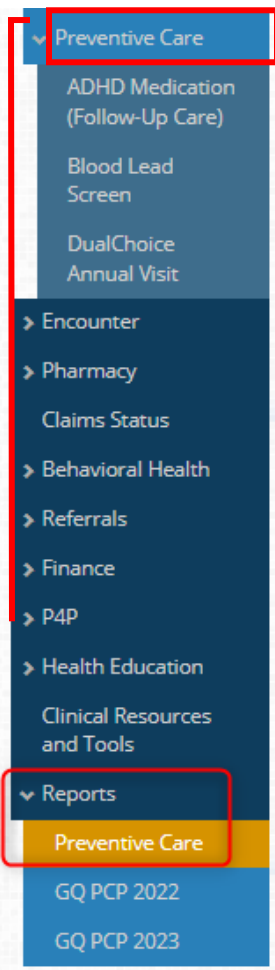 Preventive Care
ADHD Medication
(Follow-Up Care)
Blood Lead
Screen
DualChoice
Annual Visit
Encounter
Pharmacy
Claims Status
Behavioral Health
Referrals
Finance
P4P
Health Education
Clinical Resources
and Tools
Reports
Preventive Care
GQ PCP 2022
GQ PCP 2023